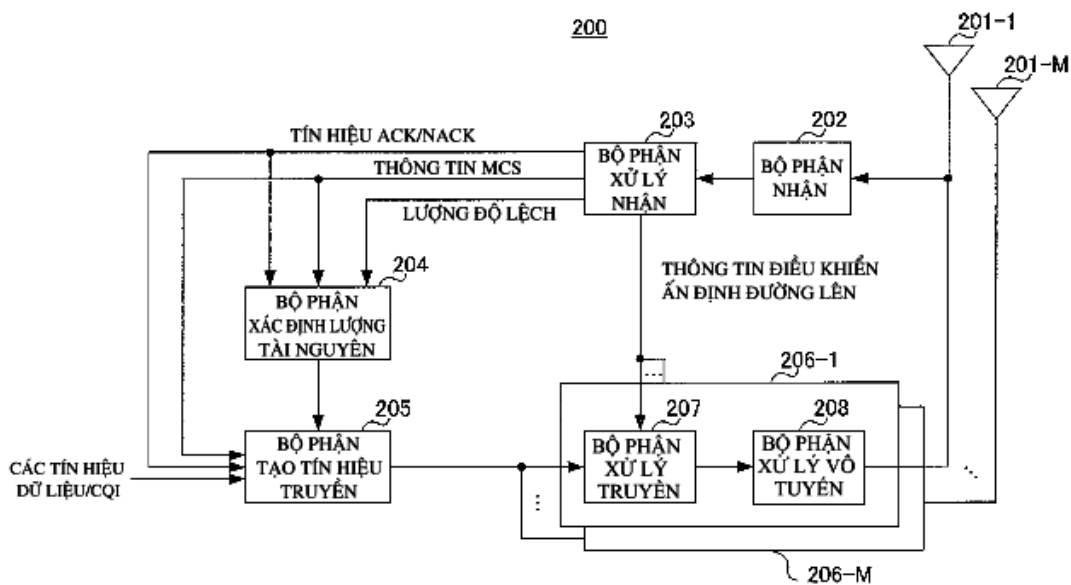 200
201-1
201-M
203
202
TÍN HIỆU ACK/NACK
THÔNG TIN MCS
LƯỢNG ĐỘ LỆCH
BỘ PHẬN
XỬ LÝ
NHẬN
BỘ PHẬN
NHẬN
204
BỘ PHẬN
XÁC ĐỊNH LƯỢNG
TÀI NGUYÊN
THÔNG TIN ĐIỀU KHIỂN
ẤN ĐỊNH ĐƯỜNG LÊN
206-1
205
207
208
CÁC TÍN HIỆU
DỮ LIỆU/CQI
BỘ PHẬN
TẠO TÍN HIỆU
TRUYỀN
BỘ PHẬN
XỬ LÝ
TRUYỀN
BỘ PHẬN
XỬ LÝ VÔ
TUYẾN
206-M